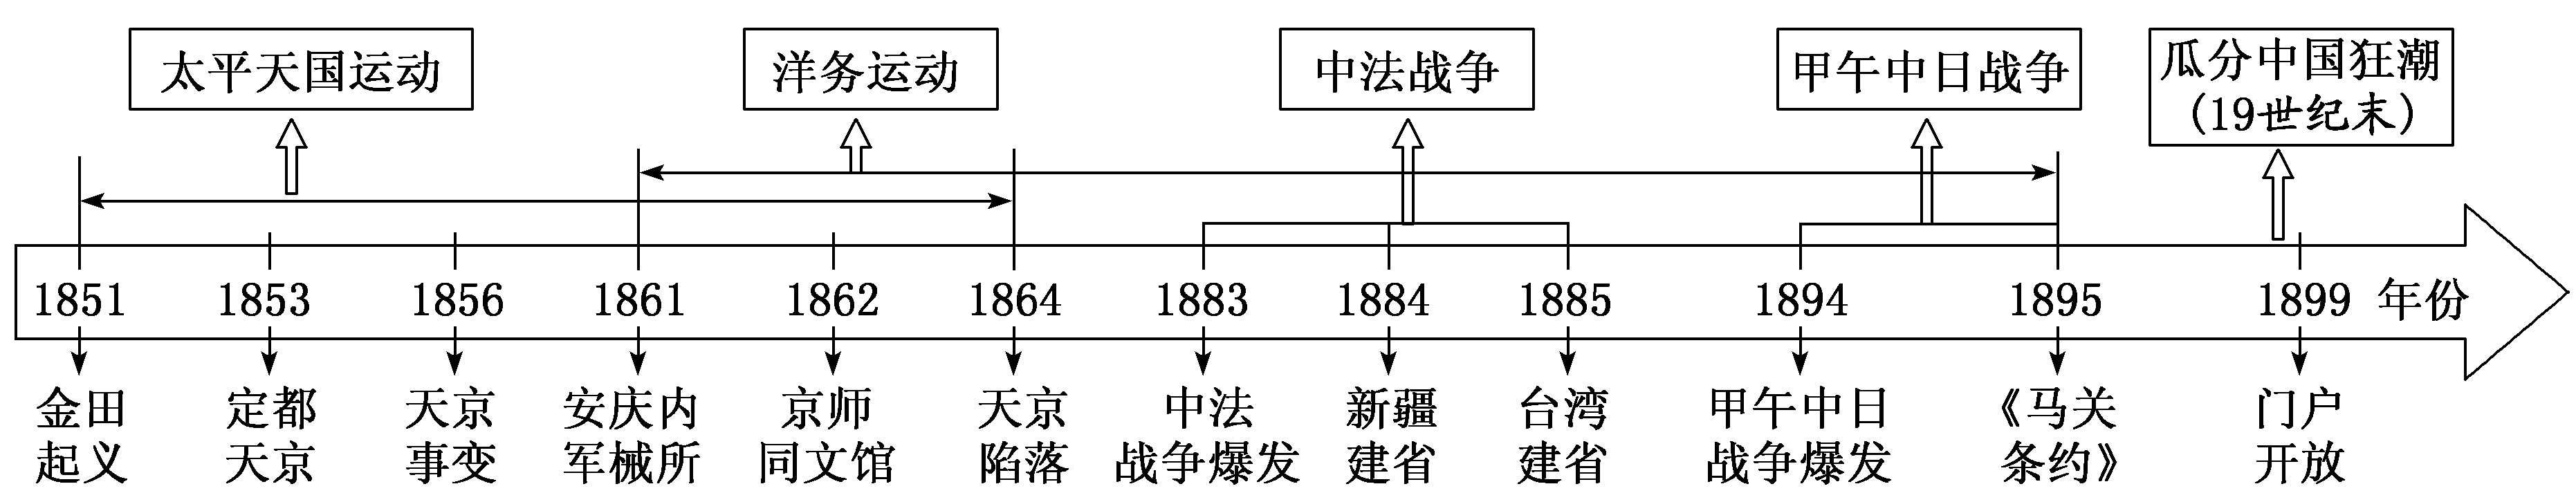 太平天国运动
洋务运动
中法战争
甲午中日战争
瓜分中国狂潮
(19世纪末)
1851 1853 1856 1861 1862 1864 1883 1884 1885 1894 1895 1899 年份
金田
起义
定都
天京
天京
事变
安庆内
军械所
京师
同文馆
天京
陷落
中法
战争爆发
新疆
建省
台湾
建省
甲午中日
战争爆发
《马关
条约》
门户
开放